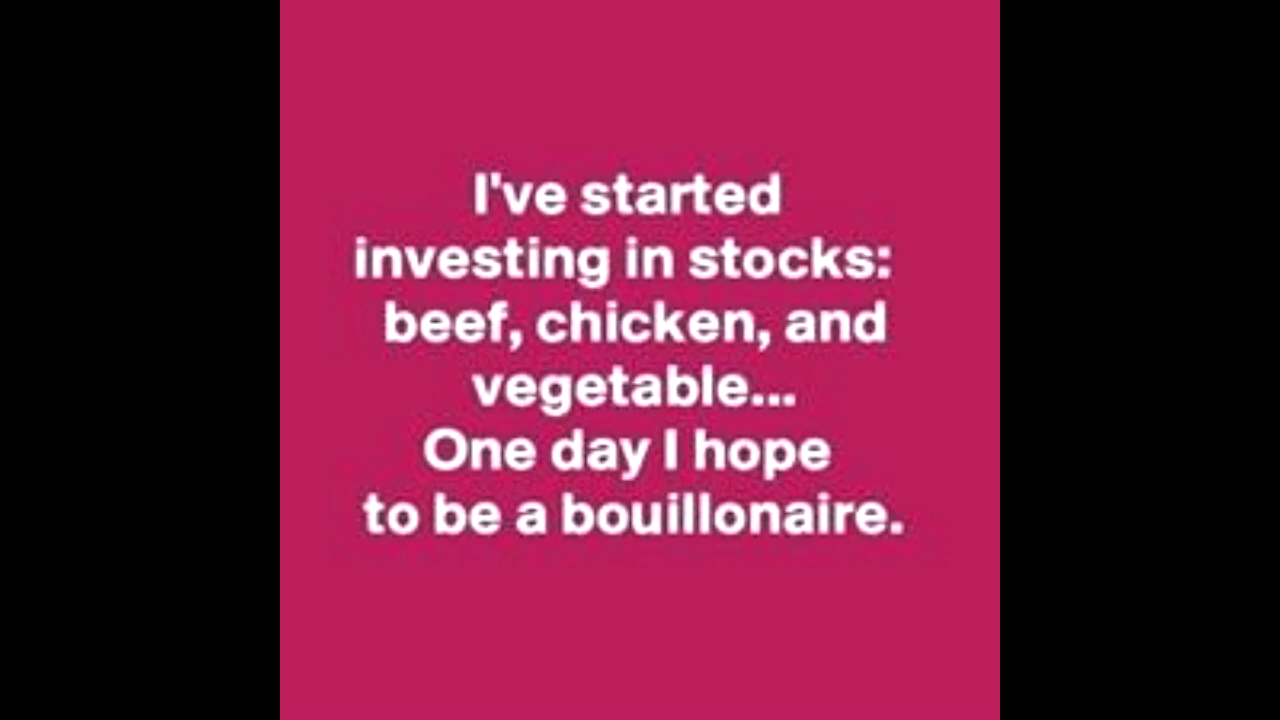 I've started
investing in stocks:
beef, chicken, and
vegetable...
One day I hope
to be a bouillonaire.